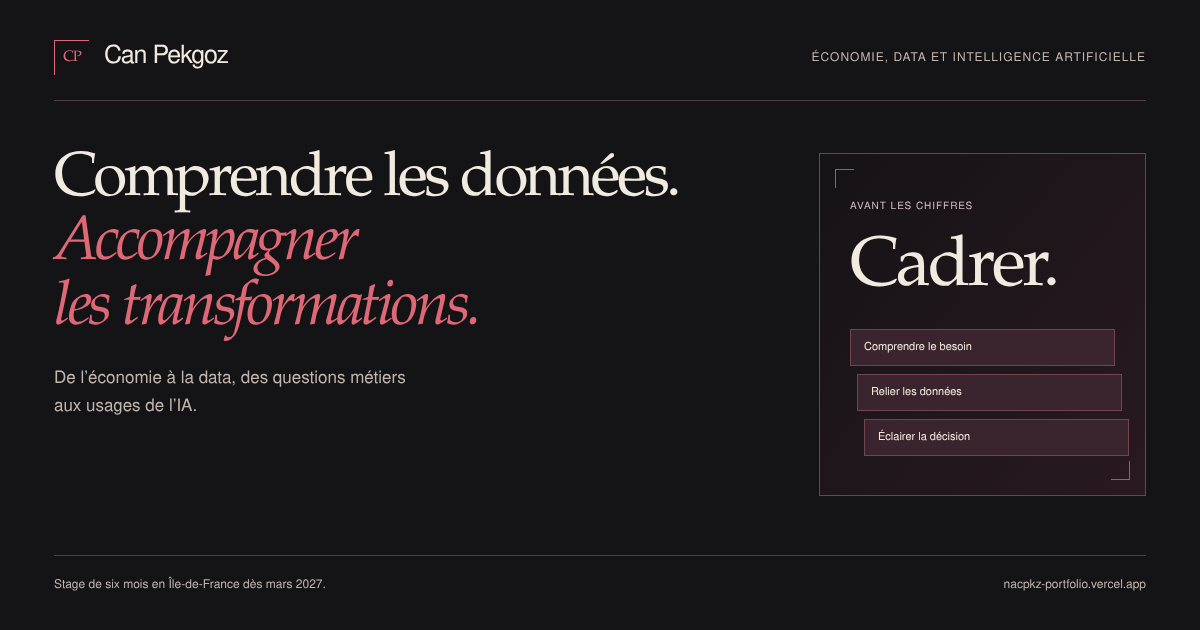 CP
Can Pekgoz
ÉCONOMIE, DATA ET INTELLIGENCE ARTIFICIELLE
Comprendre les données.
Accompagner
les transformations.
De l'économie à la data, des questions métiers
aux usages de l'IA.
AVANT LES CHIFFRES
Cadrer.
Comprendre le besoin
Relier les données
Éclairer la décision
Stage de six mois en Île-de-France dès mars 2027.
nacpkz-portfolio.vercel.app